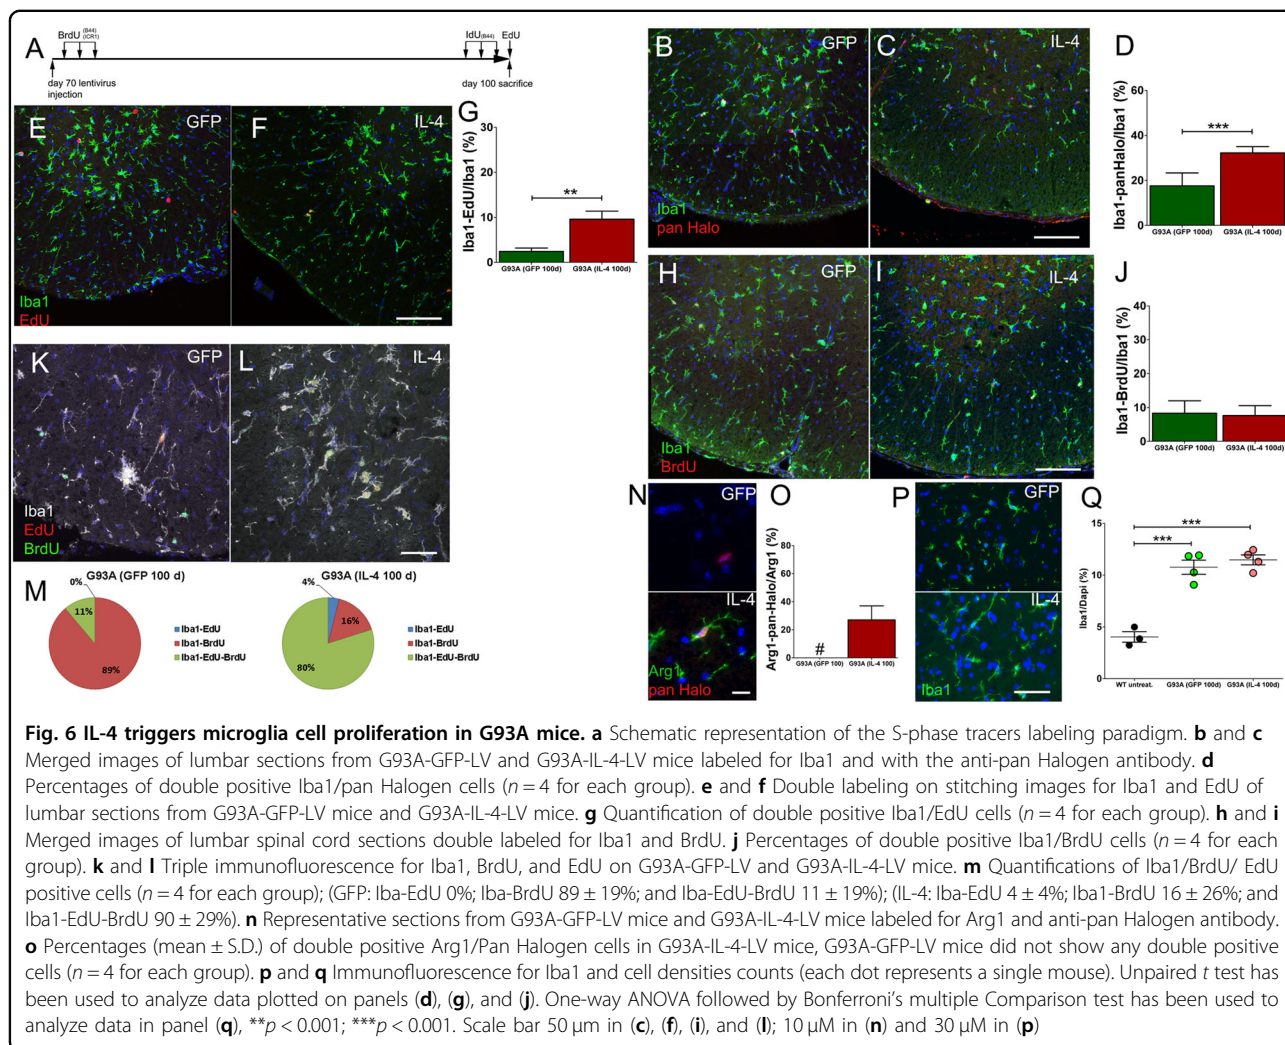 A
BrdU (B44) (ICR1)
IdU (B44) EdU
day 70 lentivirus injection
day 100 sacrifice
B GFP
C IL-4
Iba1
pan Halo
D
Iba1-panHalo/Iba1 (%)
60
40
20
0
***
G93A (GFP 100d) G93A (IL-4 100d)
E GFP
F IL-4
Iba1
EdU
G
Iba1-EdU/Iba1 (%)
30
20
10
0
**
G93A (GFP 100d) G93A (IL-4 100d)
H GFP
I IL-4
Iba1
BrdU
J
Iba1-BrdU/Iba1 (%)
40
30
20
10
0
G93A (GFP 100d) G93A (IL-4 100d)
K GFP
L IL-4
Iba1
EdU
BrdU
M
G93A (GFP 100 d)
0%
11%
89%
Iba1-EdU
Iba1-BrdU
Iba1-EdU-BrdU
G93A (IL-4 100 d)
4%
16%
80%
Iba1-EdU
Iba1-BrdU
Iba1-EdU-BrdU
N GFP
IL-4
Arg1
pan Halo
O
Arg1-pan-Halo/Arg1 (%)
80
60
40
20
0
#
G93A (GFP 100) G93A (IL-4 100)
P GFP
IL-4
Iba1
Q
Iba1/Dapi (%)
15
10
5
0
***
***
WT untreat. G93A (GFP 100d) G93A (IL-4 100d)
Fig. 6 IL-4 triggers microglia cell proliferation in G93A mice. a Schematic representation of the S-phase tracers labeling paradigm. b and c
Merged images of lumbar sections from G93A-GFP-LV and G93A-IL-4-LV mice labeled for Iba1 and with the anti-pan Halogen antibody. d
Percentages of double positive Iba1/pan Halogen cells (n = 4 for each group). e and f Double labeling on stitching images for Iba1 and EdU of
lumbar sections from G93A-GFP-LV mice and G93A-IL-4-LV mice. g Quantification of double positive Iba1/EdU cells (n = 4 for each group). h and i
Merged images of lumbar spinal cord sections double labeled for Iba1 and BrdU. j Percentages of double positive Iba1/BrdU cells (n = 4 for each
group). k and l Triple immunofluorescence for Iba1, BrdU, and EdU on G93A-GFP-LV and G93A-IL-4-LV mice. m Quantifications of Iba1/BrdU/ EdU
positive cells (n = 4 for each group); (GFP: Iba-EdU 0%; Iba-BrdU 89 ± 19%; and Iba-EdU-BrdU 11 ± 19%); (IL-4: Iba-EdU 4 ± 4%; Iba1-BrdU 16 ± 26%; and
Iba1-EdU-BrdU 90 ± 29%). n Representative sections from G93A-GFP-LV mice and G93A-IL-4-LV mice labeled for Arg1 and anti-pan Halogen antibody.
o Percentages (mean ± S.D.) of double positive Arg1/Pan Halogen cells in G93A-IL-4-LV mice, G93A-GFP-LV mice did not show any double positive
cells (n = 4 for each group). p and q Immunofluorescence for Iba1 and cell densities counts (each dot represents a single mouse). Unpaired t test has
been used to analyze data plotted on panels (d), (g), and (j). One-way ANOVA followed by Bonferroni's multiple Comparison test has been used to
analyze data in panel (q), **p < 0.001; ***p < 0.001. Scale bar 50 µm in (c), (f), (i), and (l); 10 µM in (n) and 30 µM in (p)